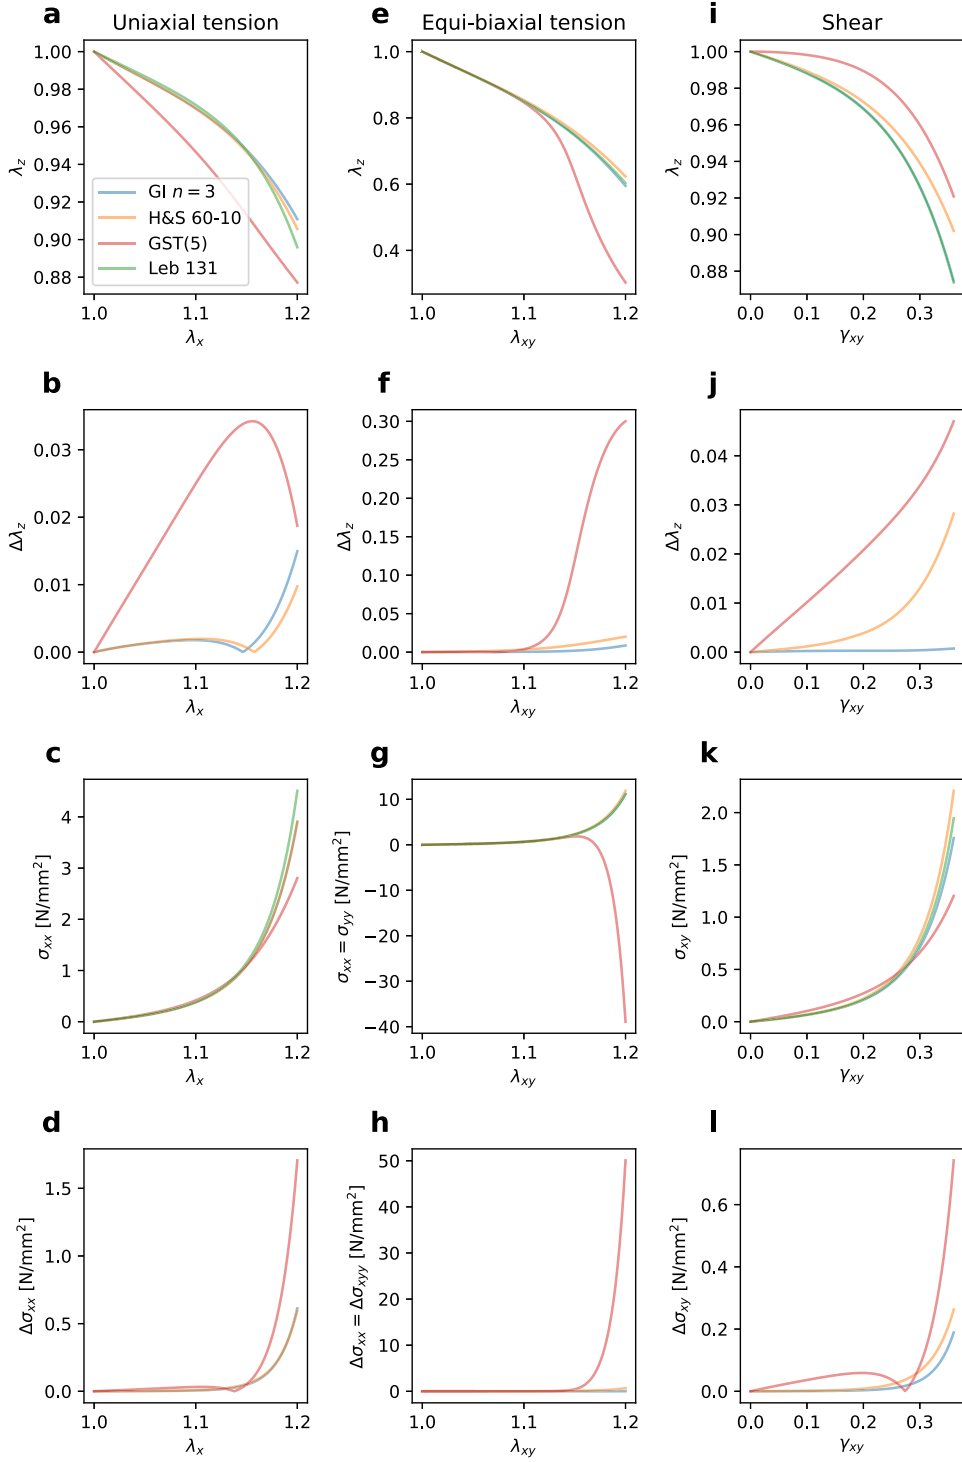 a
Uniaxial tension
1.00
0.98
0.96
0.94
0.92
0.90
0.88
λz
GI n = 3
H&S 60-10
GST(5)
Leb 131
1.0 1.1 1.2
λx
e
Equi-biaxial tension
1.0
0.8
0.6
0.4
λz
1.0 1.1 1.2
λxy
i
Shear
1.00
0.98
0.96
0.94
0.92
0.90
0.88
λz
0.0 0.1 0.2 0.3
γxy
b
0.03
0.02
0.01
0.00
Δλz
1.0 1.1 1.2
λx
f
0.30
0.25
0.20
0.15
0.10
0.05
0.00
Δλz
1.0 1.1 1.2
λxy
j
0.04
0.03
0.02
0.01
0.00
Δλz
0.0 0.1 0.2 0.3
γxy
c
4
3
2
1
0
σxx [N/mm²]
1.0 1.1 1.2
λx
g
10
0
−10
−20
−30
−40
σxx = σyy [N/mm²]
1.0 1.1 1.2
λxy
k
2.0
1.5
1.0
0.5
0.0
σxy [N/mm²]
0.0 0.1 0.2 0.3
γxy
d
1.5
1.0
0.5
0.0
Δσxx [N/mm²]
1.0 1.1 1.2
λx
h
50
40
30
20
10
0
Δσxx = Δσxyy [N/mm²]
1.0 1.1 1.2
λxy
l
0.6
0.4
0.2
0.0
Δσxy [N/mm²]
0.0 0.1 0.2 0.3
γxy